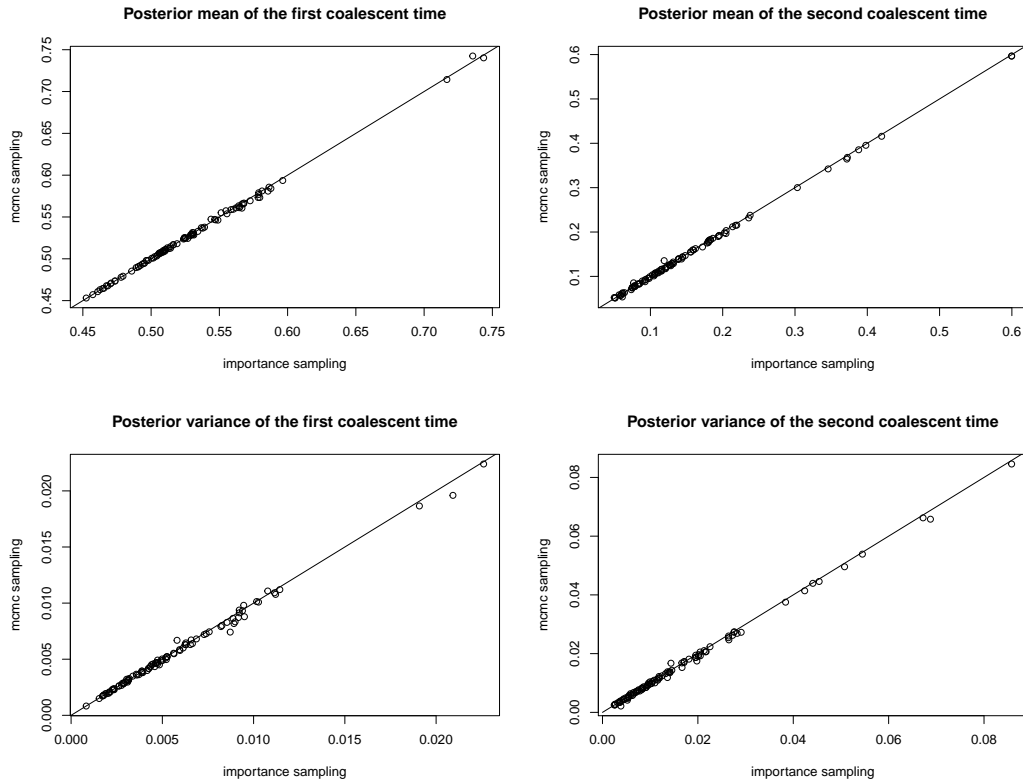 Posterior mean of the first coalescent time
mcmc sampling
0.45 0.50 0.55 0.60 0.65 0.70 0.75
0.45 0.50 0.55 0.60 0.65 0.70 0.75
importance sampling
Posterior mean of the second coalescent time
mcmc sampling
0.1 0.2 0.3 0.4 0.5 0.6
0.1 0.2 0.3 0.4 0.5 0.6
importance sampling
Posterior variance of the first coalescent time
mcmc sampling
0.000 0.005 0.010 0.015 0.020
0.000 0.005 0.010 0.015 0.020
importance sampling
Posterior variance of the second coalescent time
mcmc sampling
0.00 0.02 0.04 0.06 0.08
0.00 0.02 0.04 0.06 0.08
importance sampling